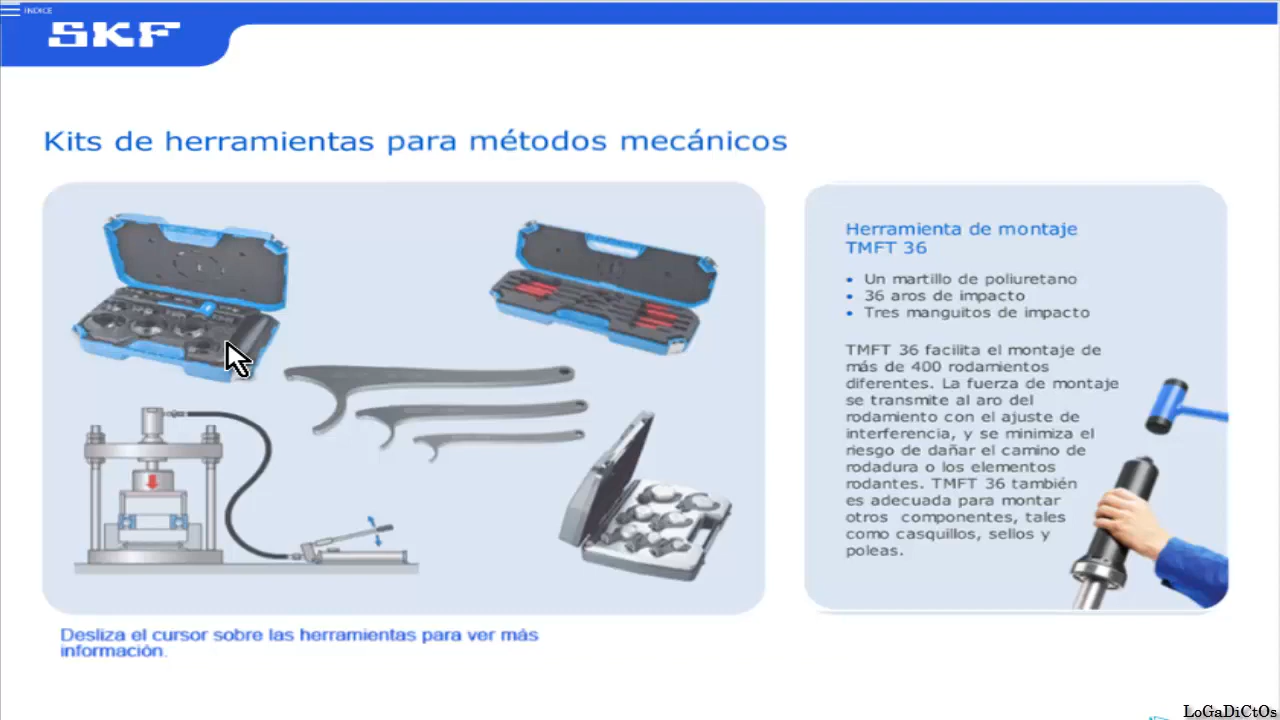 ÍNDICE
SKF
Kits de herramientas para métodos mecánicos
Herramienta de montaje
TMFT 36
• Un martillo de poliuretano
• 36 aros de impacto
• Tres manguitos de impacto
TMFT 36 facilita el montaje de
más de 400 rodamientos
diferentes. La fuerza de montaje
se transmite al aro del
rodamiento con el ajuste de
interferencia, y se minimiza el
riesgo de dañar el camino de
rodadura o los elementos
rodantes. TMFT 36 también
es adecuada para montar
otros componentes, tales
como casquillos, sellos y
poleas.
Desliza el cursor sobre las herramientas para ver más
información.
LoGaDiCtOs